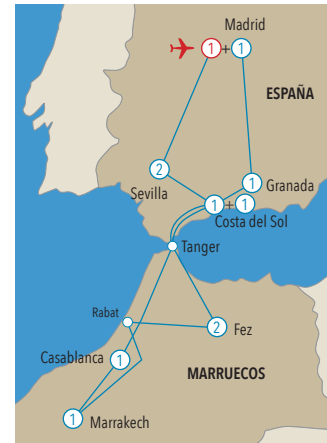 Madrid
1 + 1
ESPAÑA
2
Sevilla
1
Granada
1 + 1
Costa del Sol
Tanger
Rabat
2
Fez
Casablanca
1
MARRUECOS
1
Marrakech